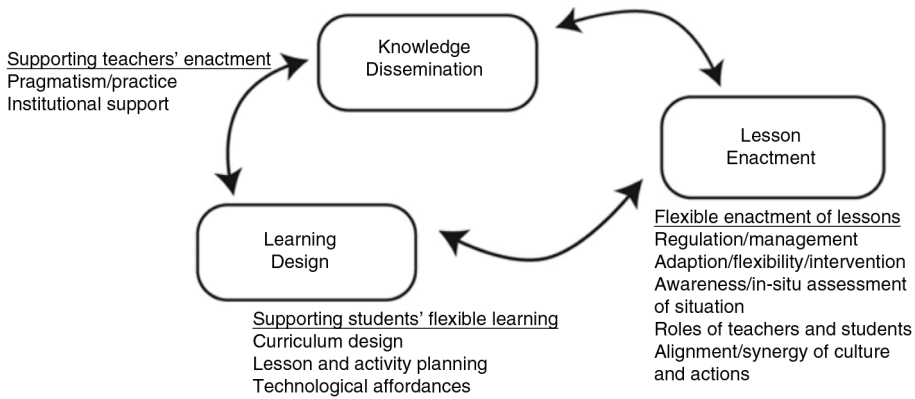 Supporting teachers’ enactment
Pragmatism/practice
Institutional support
Knowledge
Dissemination
Lesson
Enactment
Flexible enactment of lessons
Regulation/management
Adaption/flexibility/intervention
Awareness/in-situ assessment
of situation
Roles of teachers and students
Alignment/synergy of culture
and actions
Learning
Design
Supporting students’ flexible learning
Curriculum design
Lesson and activity planning
Technological affordances